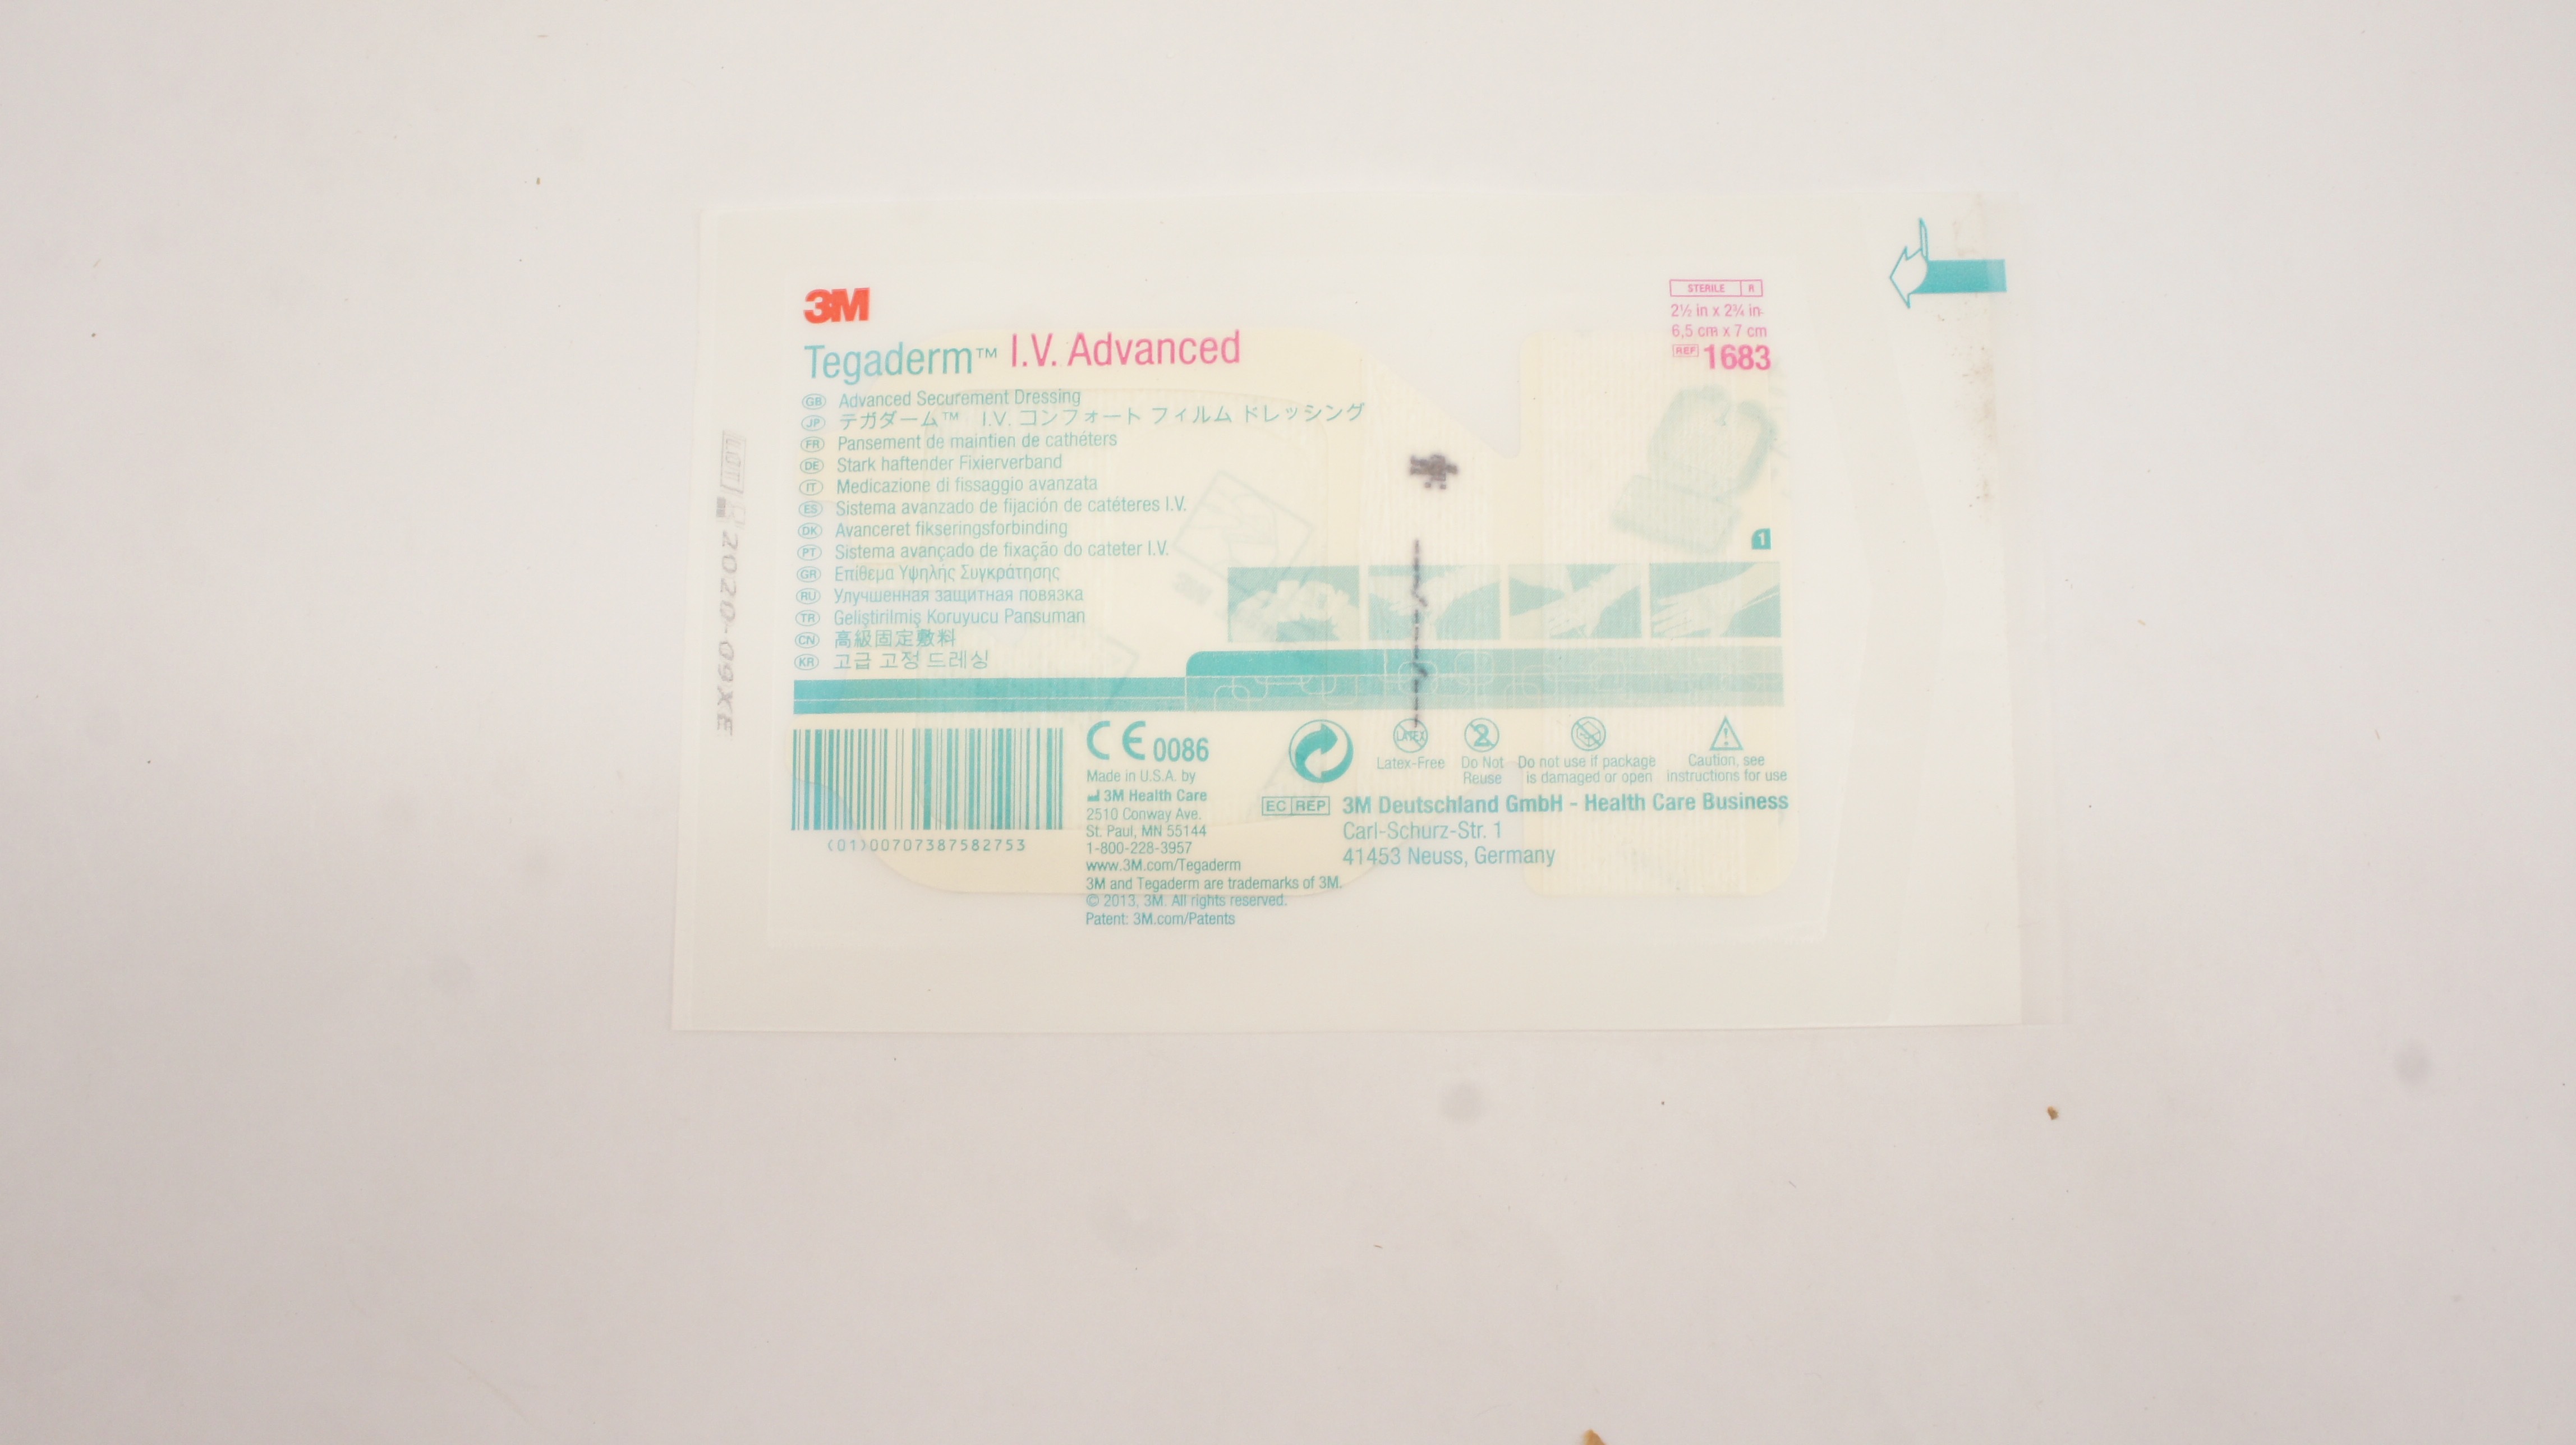 3M
Tegaderm™ I.V. Advanced
STERILE R
2½ in x 2¾ in
6,5 cm x 7 cm
REF 1683
GB Advanced Securement Dressing
JP テガダーム™ I.V. コンフォート フィルム ドレッシング
FR Pansement de maintien de cathéters
DE Stark haftender Fixierverband
IT Medicazione di fissaggio avanzata
ES Sistema avanzado de fijación de catéteres I.V.
DK Avanceret fikseringsforbinding
PT Sistema avançado de fixação do cateter I.V.
GR Επίθεμα Υψηλής Συγκράτησης
RU Улучшенная защитная повязка
TR Geliştirilmiş Koruyucu Pansuman
CN 高級固定敷料
KR 고급 고정 드레싱
1
LOT 2020-09XE
(01)00707387582753
CE 0086
Made in U.S.A. by
3M Health Care
2510 Conway Ave.
St. Paul, MN 55144
1-800-228-3957
www.3M.com/Tegaderm
3M and Tegaderm are trademarks of 3M.
© 2013, 3M. All rights reserved.
Patent: 3M.com/Patents
LATEX
Latex-Free
2
Do Not
Reuse
Do not use if package
is damaged or open
Caution, see
instructions for use
EC REP 3M Deutschland GmbH - Health Care Business
Carl-Schurz-Str. 1
41453 Neuss, Germany
3M